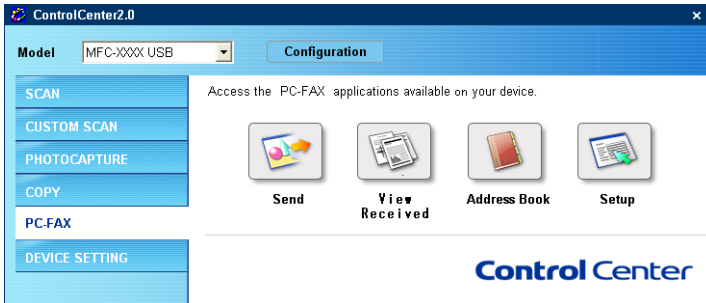 ControlCenter2.0
Model MFC-XXXX USB Configuration
SCAN
CUSTOM SCAN
PHOTOCAPTURE
COPY
PC-FAX
DEVICE SETTING
Access the PC-FAX applications available on your device.
Send
View
Received
Address Book
Setup
Control Center